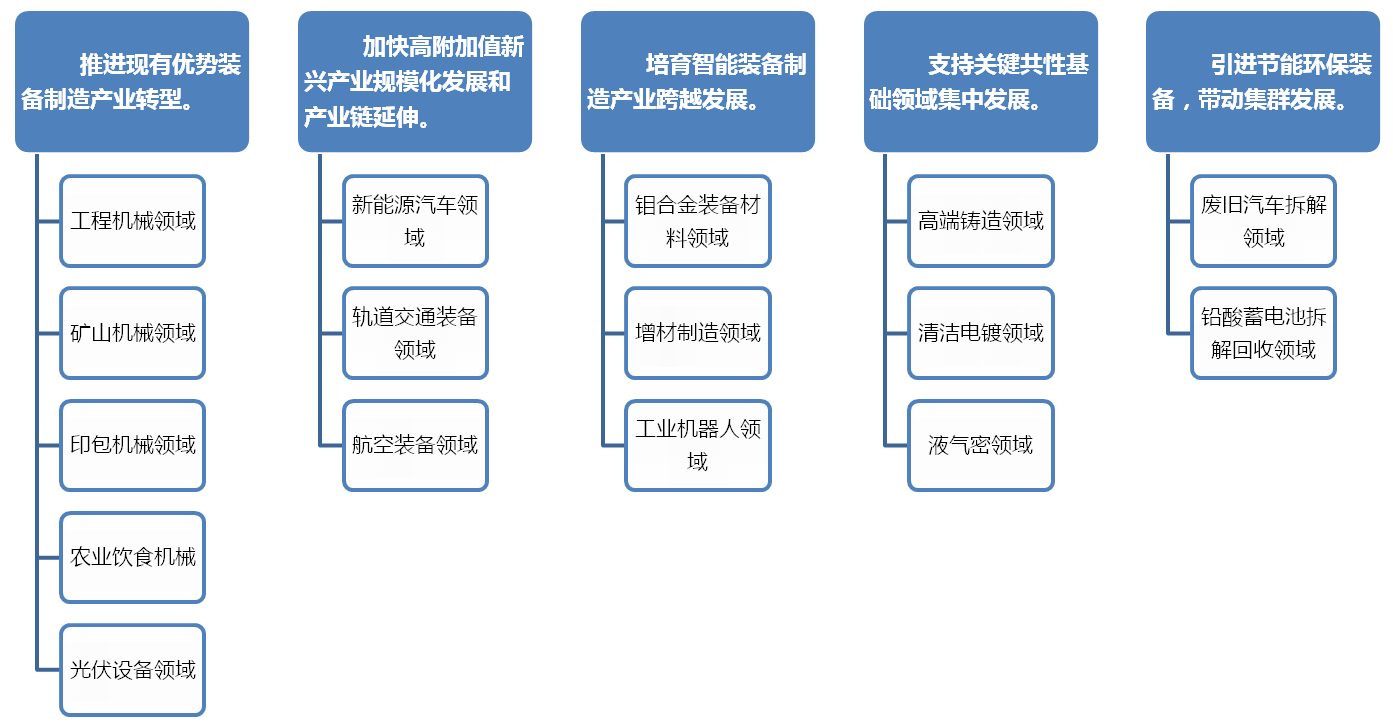 推进现有优势装
备制造产业转型。
工程机械领域
矿山机械领域
印包机械领域
农业饮食机械
光伏设备领域
加快高附加值新
兴产业规模化发展和
产业链延伸。
新能源汽车领
域
轨道交通装备
领域
航空装备领域
培育智能装备制
造产业跨越发展。
钼合金装备材
料领域
增材制造领域
工业机器人领
域
支持关键共性基
础领域集中发展。
高端铸造领域
清洁电镀领域
液气密领域
引进节能环保装
备，带动集群发展。
废旧汽车拆解
领域
铅酸蓄电池拆
解回收领域